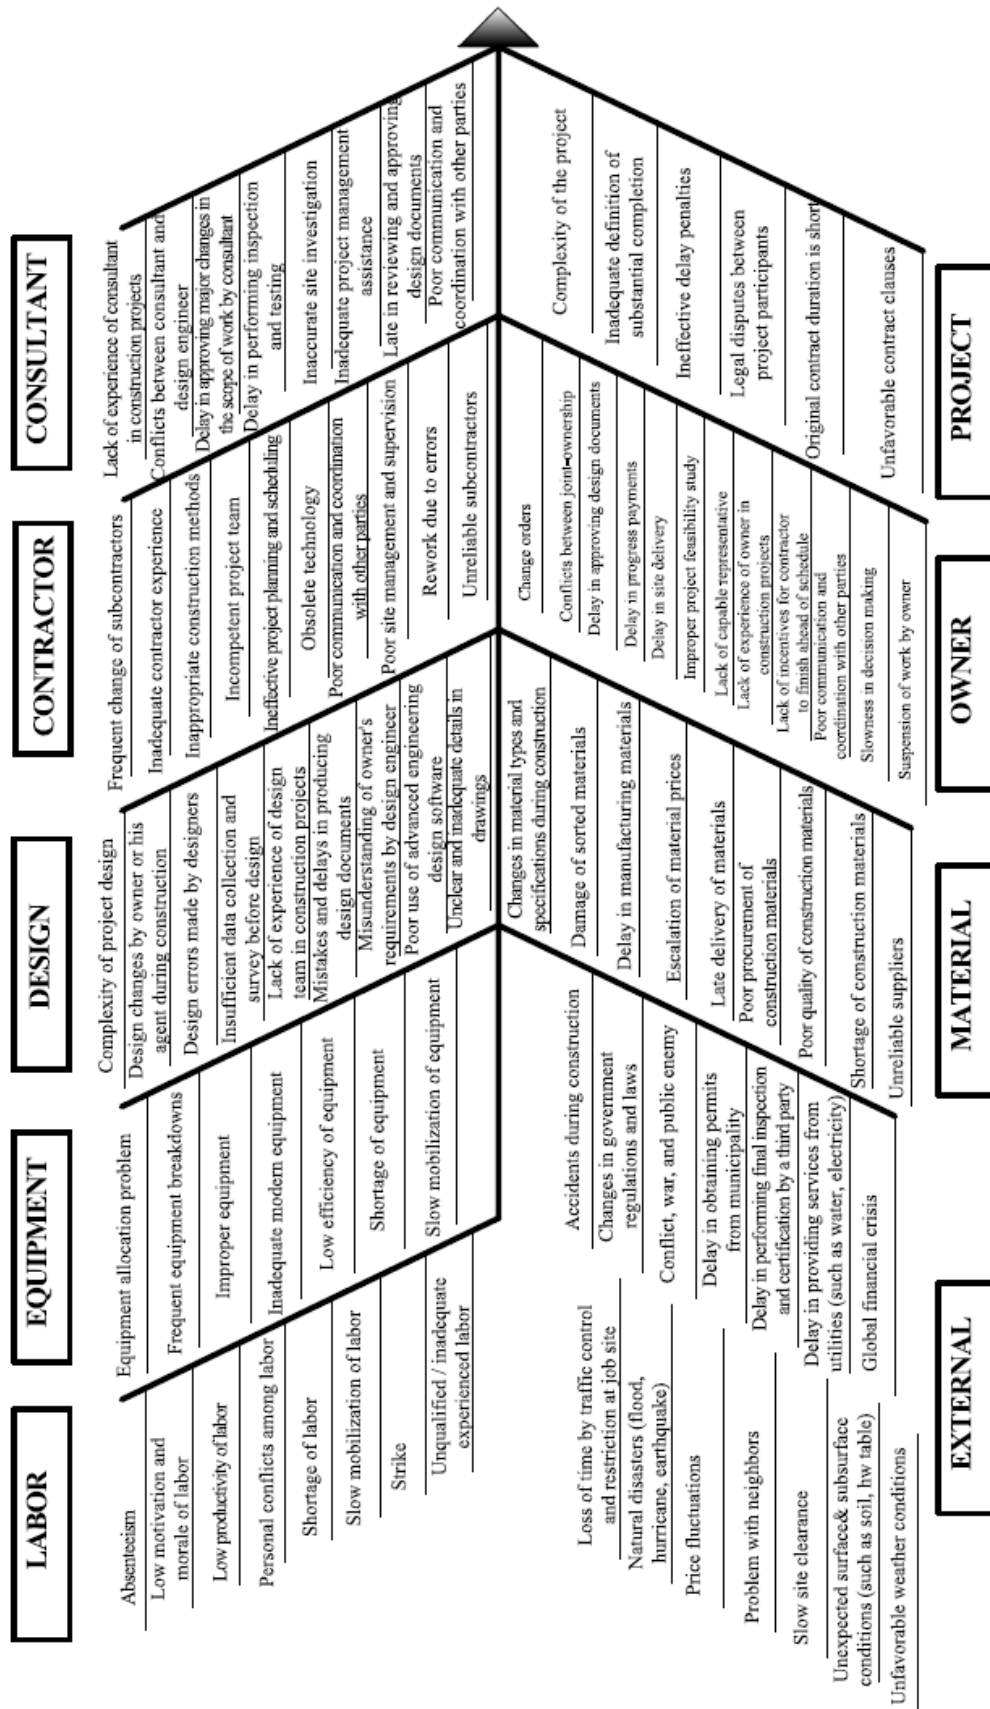 LABOR
Absenteeism
Low motivation and
morale of labor
Low productivity of labor
Personal conflicts among labor
Shortage of labor
Slow mobilization of labor
Strike
Unqualified / inadequate
experienced labor
EQUIPMENT
Equipment allocation problem
Frequent equipment breakdowns
Improper equipment
Inadequate modern equipment
Low efficiency of equipment
Shortage of equipment
Slow mobilization of equipment
DESIGN
Complexity of project design
Design changes by owner or his
agent during construction
Design errors made by designers
Insufficient data collection and
survey before design
Lack of experience of design
team in construction projects
Mistakes and delays in producing
design documents
Misunderstanding of owner's
requirements by design engineer
Poor use of advanced engineering
design software
Unclear and inadequate details in
drawings
CONTRACTOR
Frequent change of subcontractors
Inadequate contractor experience
Inappropriate construction methods
Incompetent project team
Ineffective project planning and scheduling
Obsolete technology
Poor communication and coordination
with other parties
Poor site management and supervision
Rework due to errors
Unreliable subcontractors
CONSULTANT
Lack of experience of consultant
in construction projects
Conflicts between consultant and
design engineer
Delay in approving major changes in
the scope of work by consultant
Delay in performing inspection
and testing
Inaccurate site investigation
Inadequate project management
assistance
Late in reviewing and approving
design documents
Poor communication and
coordination with other parties
EXTERNAL
Accidents during construction
Changes in government
regulations and laws
Conflict, war, and public enemy
Delay in obtaining permits
from municipality
Delay in performing final inspection
and certification by a third party
Delay in providing services from
utilities (such as water, electricity)
Global financial crisis
Loss of time by traffic control
and restriction at job site
Natural disasters (flood,
hurricane, earthquake)
Price fluctuations
Problem with neighbors
Slow site clearance
Unexpected surface& subsurface
conditions (such as soil, hw table)
Unfavorable weather conditions
MATERIAL
Changes in material types and
specifications during construction
Damage of sorted materials
Delay in manufacturing materials
Escalation of material prices
Late delivery of materials
Poor procurement of
construction materials
Poor quality of construction materials
Shortage of construction materials
Unreliable suppliers
OWNER
Change orders
Conflicts between joint-ownership
Delay in approving design documents
Delay in progress payments
Delay in site delivery
Improper project feasibility study
Lack of capable representative
Lack of experience of owner in
construction projects
Lack of incentives for contractor
to finish ahead of schedule
Poor communication and
coordination with other parties
Slowness in decision making
Suspension of work by owner
PROJECT
Complexity of the project
Inadequate definition of
substantial completion
Ineffective delay penalties
Legal disputes between
project participants
Original contract duration is short
Unfavorable contract clauses